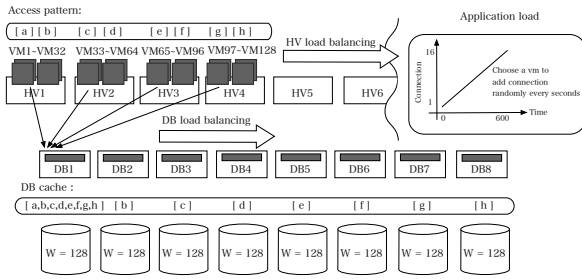 Access pattern:
[ a ] [ b ] [ c ] [ d ] [ e ] [ f ] [ g ] [ h ]
VM1~VM32 VM33~VM64 VM65~VM96 VM97~VM128
HV load balancing
HV1 HV2 HV3 HV4 HV5 HV6
Application load
Connection
16
1
Choose a vm to
add connection
randomly every seconds
0 600
Time
DB load balancing
DB1 DB2 DB3 DB4 DB5 DB6 DB7 DB8
DB cache :
[ a,b,c,d,e,f,g,h ] [ b ] [ c ] [ d ] [ e ] [ f ] [ g ] [ h ]
W = 128 W = 128 W = 128 W = 128 W = 128 W = 128 W = 128 W = 128